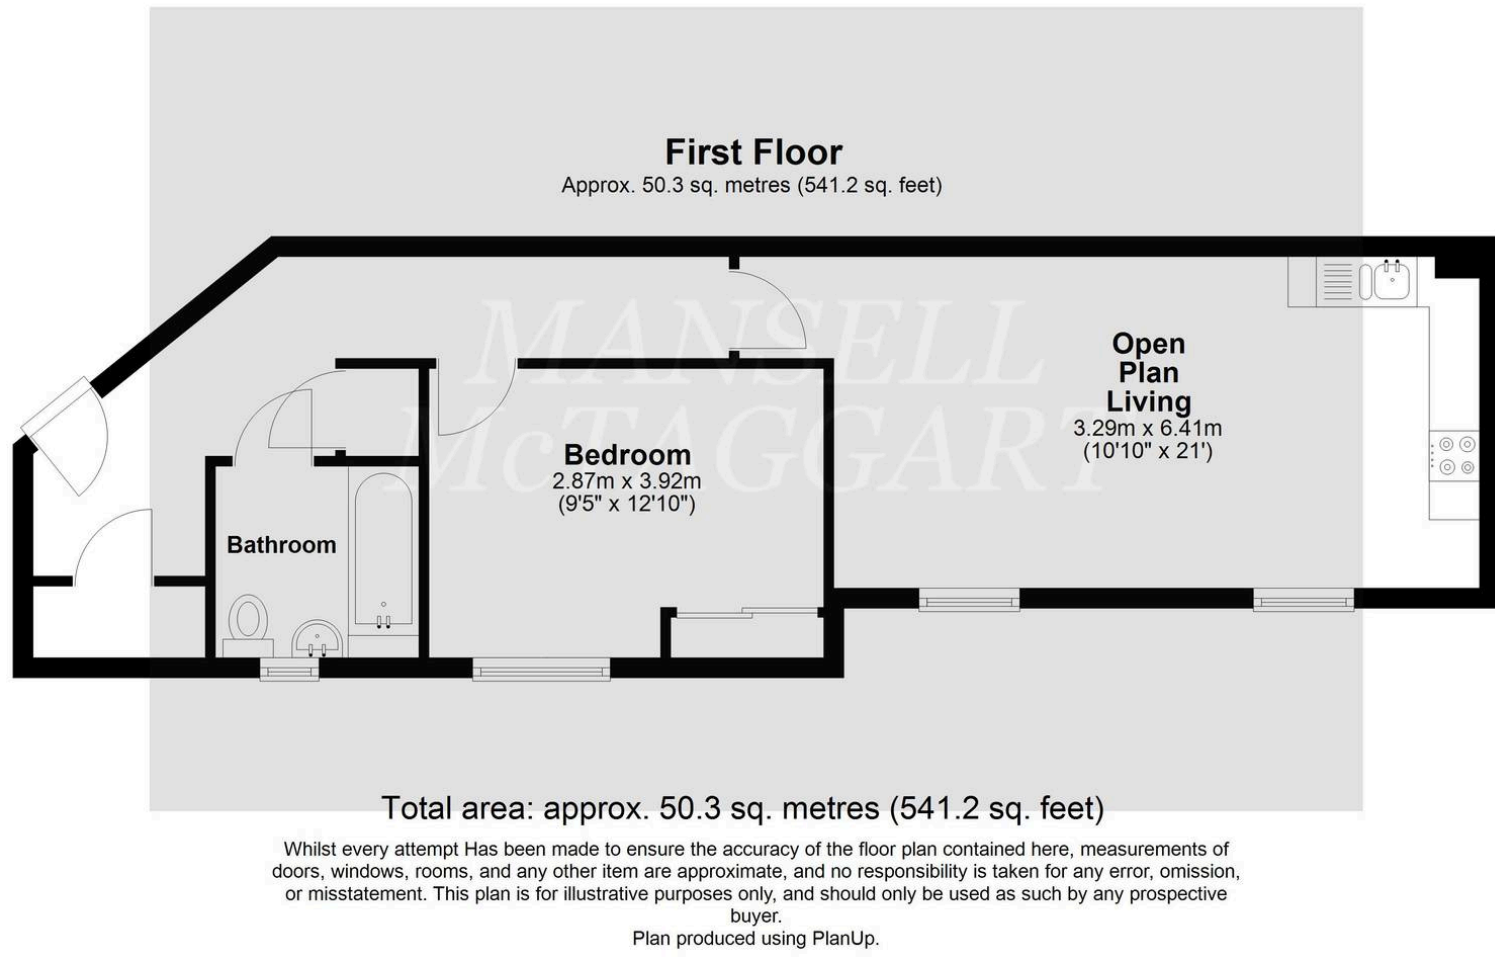 First Floor
Approx. 50.3 sq. metres (541.2 sq. feet)
MANSELL
McTAGGART
Open
Plan
Living
3.29m x 6.41m
(10'10" x 21')
Bedroom
2.87m x 3.92m
(9'5" x 12'10")
Bathroom
Total area: approx. 50.3 sq. metres (541.2 sq. feet)
Whilst every attempt Has been made to ensure the accuracy of the floor plan contained here, measurements of
doors, windows, rooms, and any other item are approximate, and no responsibility is taken for any error, omission,
or misstatement. This plan is for illustrative purposes only, and should only be used as such by any prospective
buyer.
Plan produced using PlanUp.